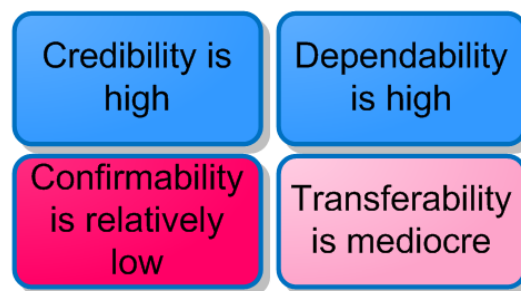 Credibility is
high
Dependability
is high
Confirmability
is relatively
low
Transferability
is mediocre